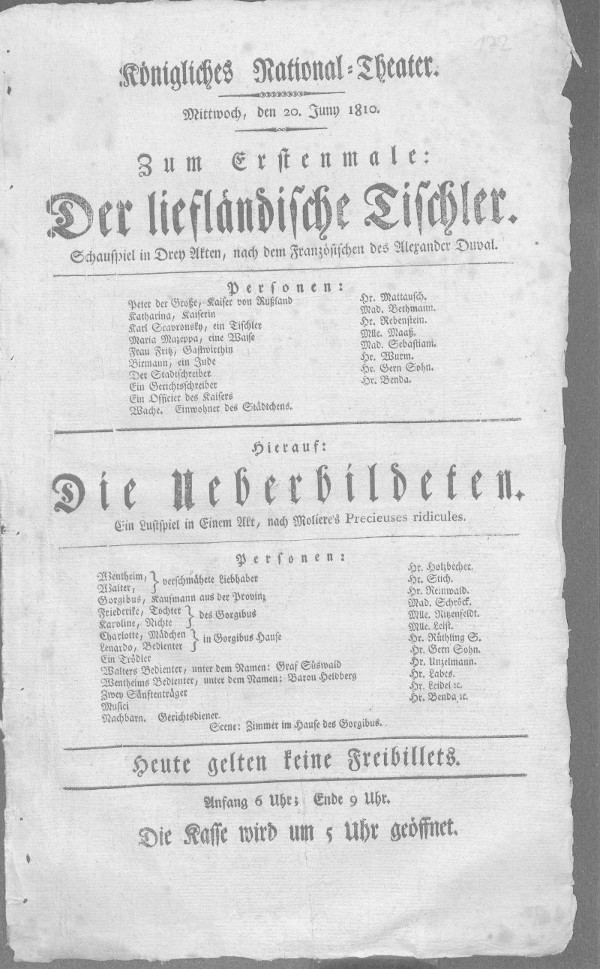 172
Königliches National-Theater.
Mittwoch, den 20. Juny 1810.
Zum Erstenmale:
Der liefländische Tischler.
Schauspiel in Drey Akten, nach dem Französischen des Alexander Duval.
Personen:
Peter der Große, Kaiser von Rußland Hr. Mattausch.
Katharina, Kaiserin Mad. Bethmann.
Karl Scavronsky, ein Tischler Hr. Rebenstein.
Maria Mazeppa, eine Waise Mlle. Maaß.
Frau Fritz, Gastwirthin Mad. Sebastiani.
Birmann, ein Jude Hr. Wurm.
Der Stadtschreiber Hr. Gern Sohn.
Ein Gerichtsschreiber Hr. Benda.
Ein Officier des Kaisers
Wache. Einwohner des Städtchens.
Hierauf:
Die Ueberbildeten.
Ein Lustspiel in Einem Akt, nach Moliere's Precieuses ridicules.
Personen:
Wentheim, } verschmähete Liebhaber Hr. Holzbecher.
Walter, Hr. Stich.
Gorgibus, Kaufmann aus der Provinz Hr. Reinwald.
Friederike, Tochter } des Gorgibus Mad. Schröck.
Karoline, Nichte Mlle. Ritzenfeldt.
Charlotte, Mädchen } in Gorgibus Hause Mlle. Leist.
Lenardo, Bedienter Hr. Rüthling S.
Ein Trödler Hr. Gern Sohn.
Walters Bedienter, unter dem Namen: Graf Süswald Hr. Unzelmann.
Wentheims Bedienter, unter dem Namen: Baron Heldberg Hr. Labes.
Zwey Sänftenträger Hr. Leidel ꝛc.
Musici Hr. Benda ꝛc.
Nachbarn. Gerichtsdiener.
Scene: Zimmer im Hause des Gorgibus.
Heute gelten keine Freibillets.
Anfang 6 Uhr; Ende 9 Uhr.
Die Kasse wird um 5 Uhr geöffnet.